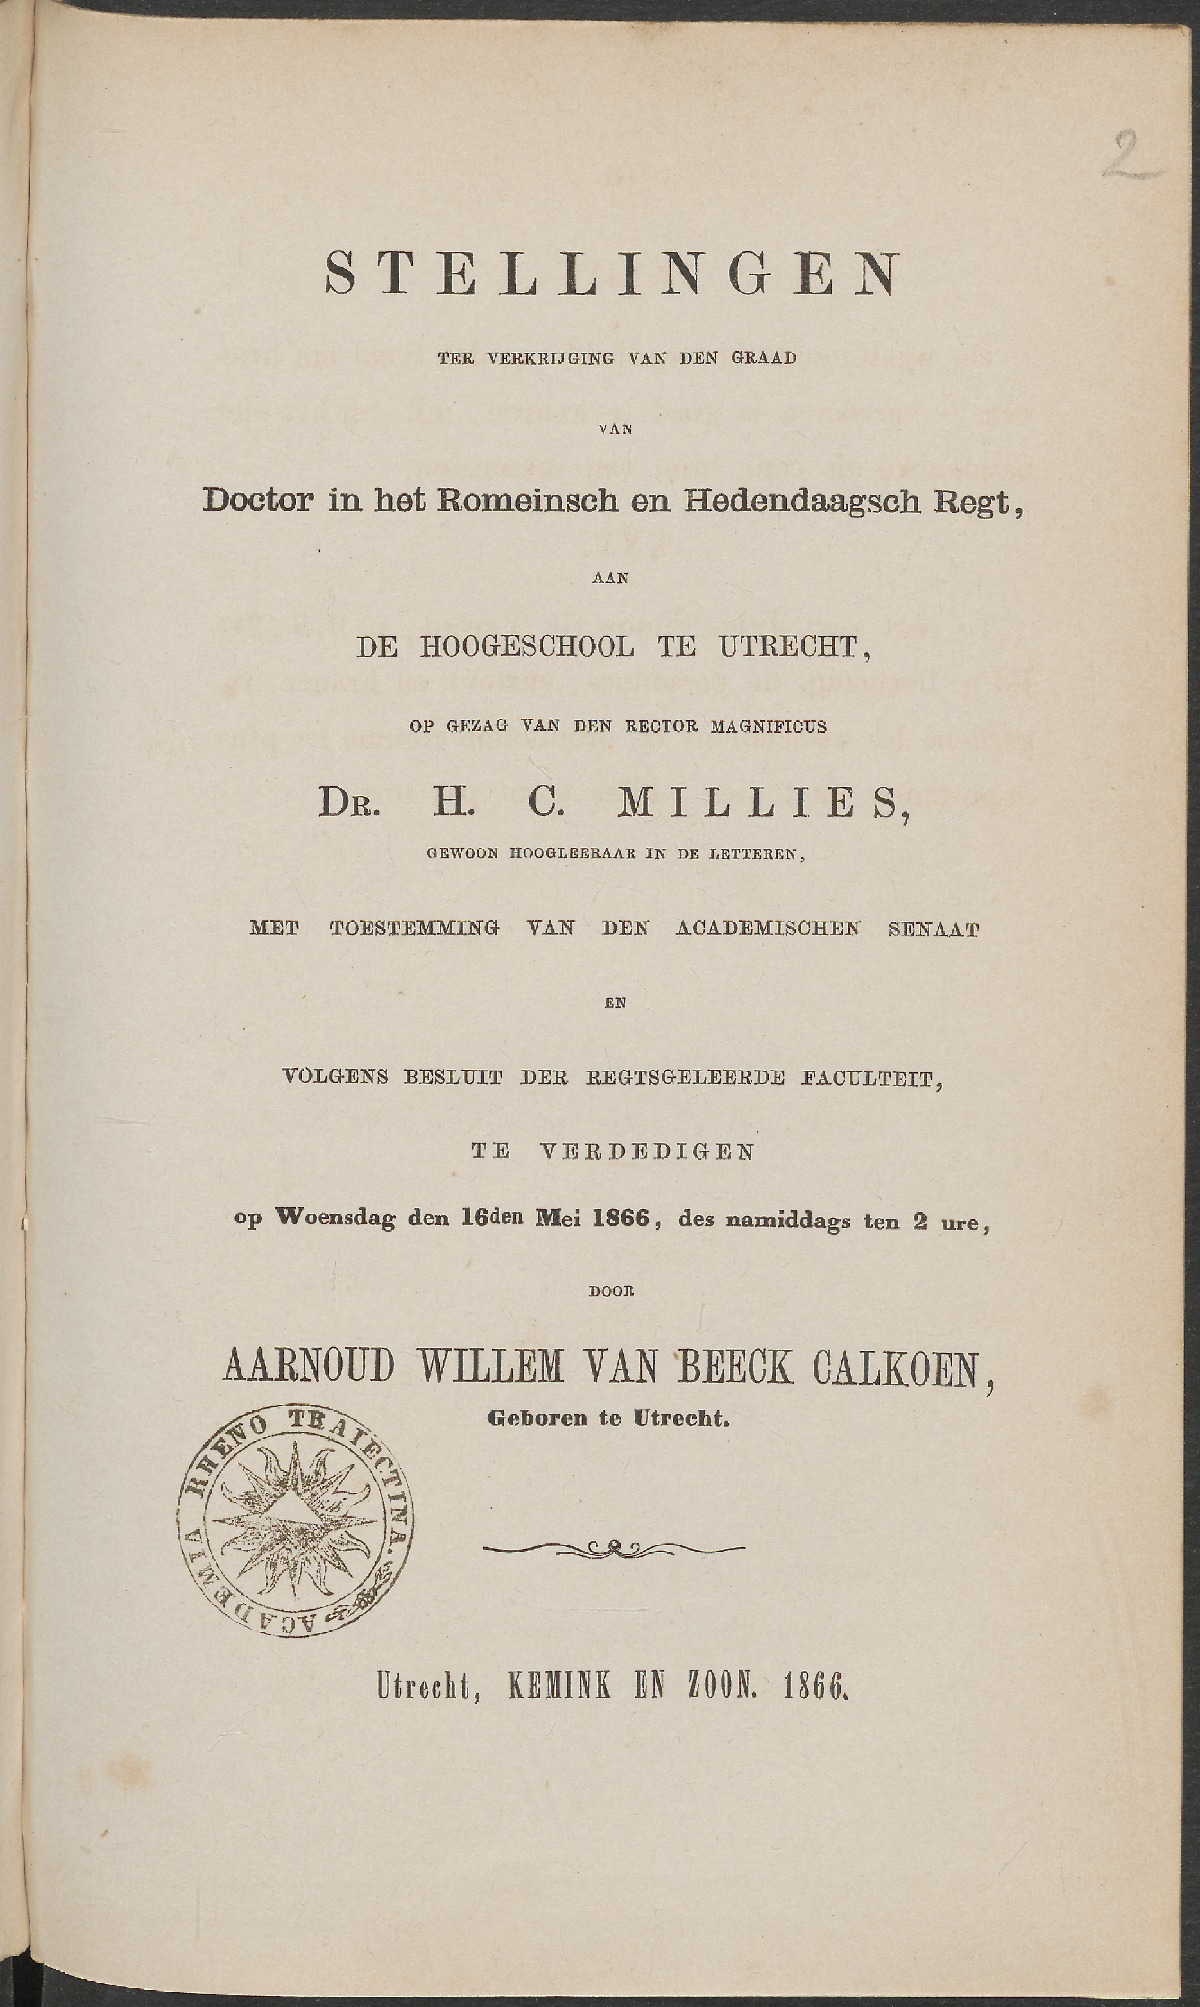 2
STELLINGEN
TER VERKRIJGING VAN DEN GRAAD
VAN
Doctor in het Romeinsch en Hedendaagsch Regt,
AAN
DE HOOGESCHOOL TE UTRECHT,
OP GEZAG VAN DEN RECTOR MAGNIFICUS
DR. H. C. MILLIES,
GEWOON HOOGLEERAAR IN DE LETTEREN,
MET TOESTEMMING VAN DEN ACADEMISCHEN SENAAT
EN
VOLGENS BESLUIT DER REGTSGELEERDE FACULTEIT,
TE VERDEDIGEN
op Woensdag den 16den Mei 1866, des namiddags ten 2 ure,
DOOR
AARNOUD WILLEM VAN BEECK CALKOEN,
Geboren te Utrecht.
ACADEMIA RHENO TRAIECTINA.
Utrecht, KEMINK EN ZOON. 1866.